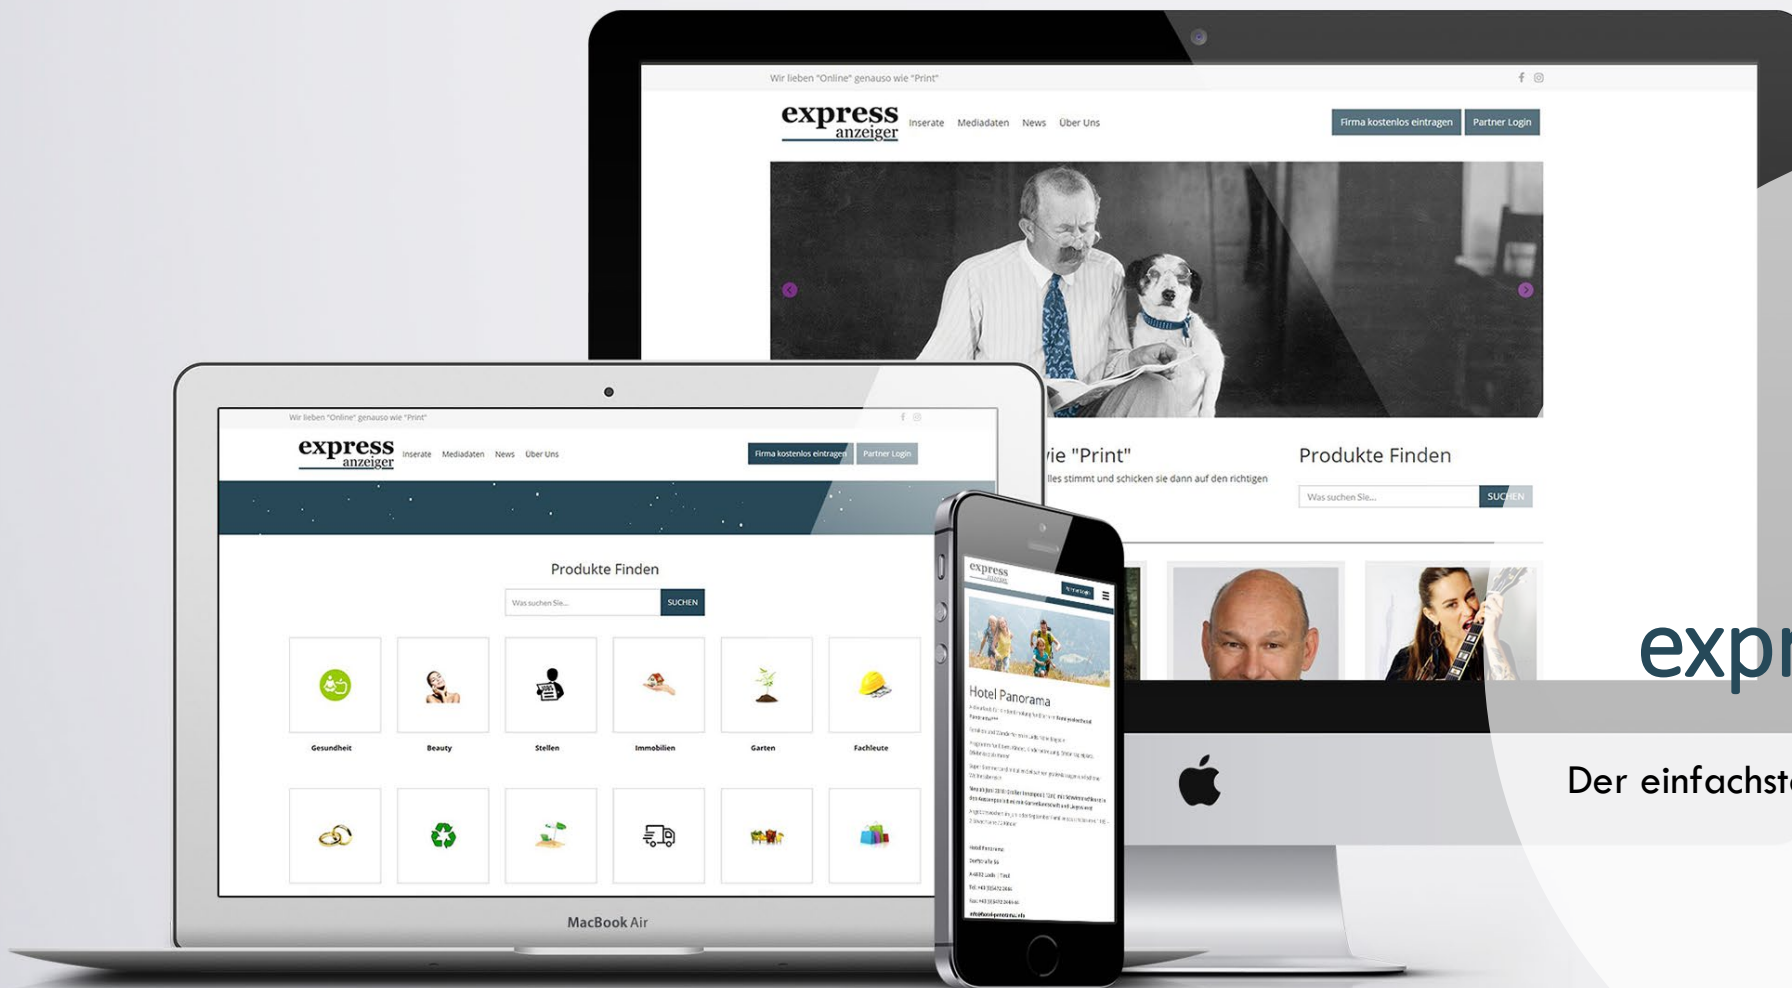 Wir lieben "Online" genauso wie "Print"
express
anzeiger
Inserate Mediadaten News Über Uns
Firma kostenlos eintragen Partner Login
ie "Print"
lles stimmt und schicken sie dann auf den richtigen
Produkte Finden
Was suchen Sie...
SUCHEN
Wir lieben "Online" genauso wie "Print"
express
anzeiger
Inserate Mediadaten News Über Uns
Firma kostenlos eintragen Partner Login
Produkte Finden
Was suchen Sie...
SUCHEN
Gesundheit Beauty Stellen Immobilien Garten Fachleute
MacBook Air
express
anzeiger
Hotel Panorama
Hotel Panorama
expr
Der einfachst